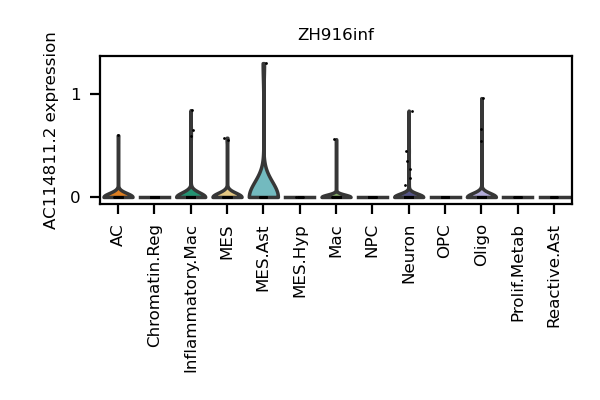 ZH916inf
AC114811.2 expression
1
0
AC
Chromatin.Reg
Inflammatory.Mac
MES
MES.Ast
MES.Hyp
Mac
NPC
Neuron
OPC
Oligo
Prolif.Metab
Reactive.Ast